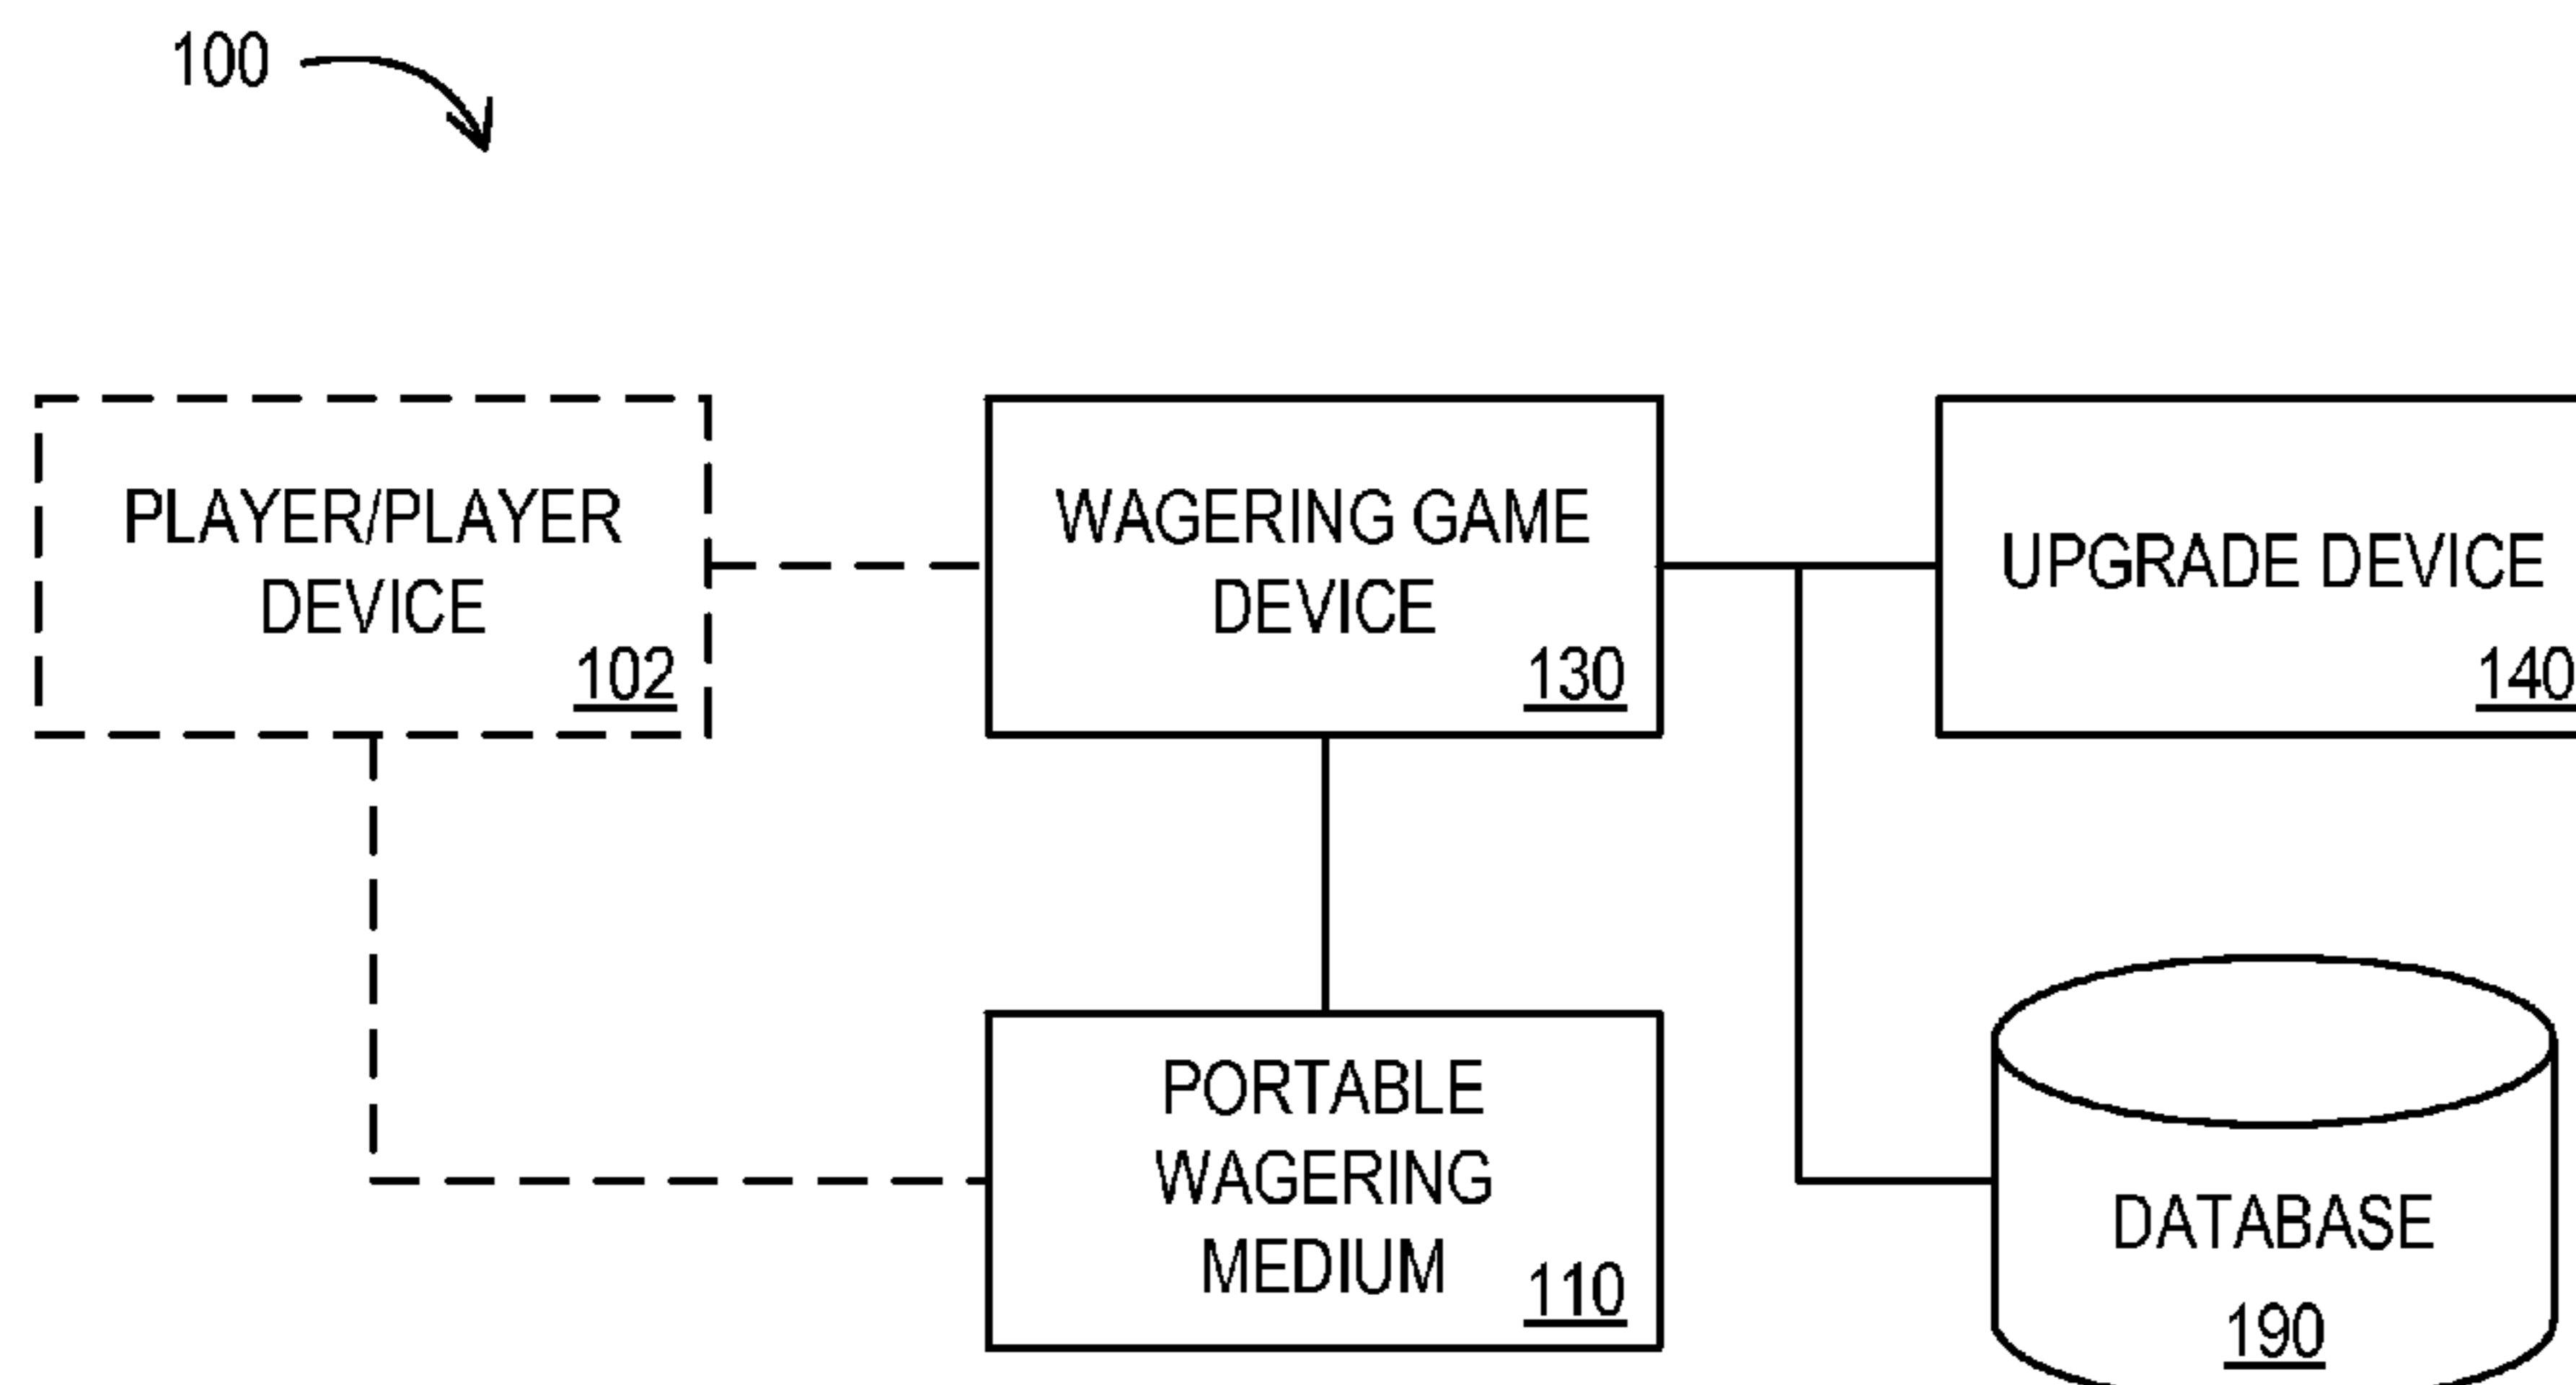 100
PLAYER/PLAYER
DEVICE
102
WAGERING GAME
DEVICE
130
UPGRADE DEVICE
140
PORTABLE
WAGERING
MEDIUM
110
DATABASE
190